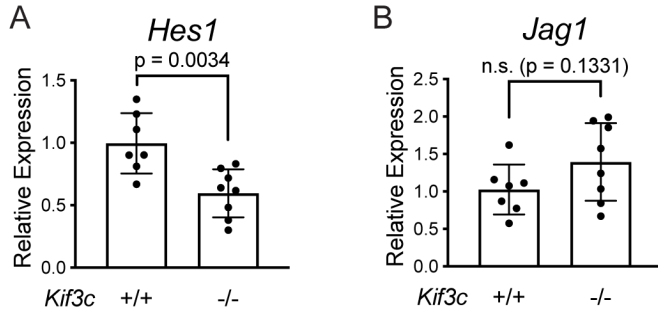 A
Hes1
p = 0.0034
Relative Expression
1.5
1.0
0.5
0.0
Kif3c +/+ -/-
B
Jag1
n.s. (p = 0.1331)
Relative Expression
2.5
2.0
1.5
1.0
0.5
0.0
Kif3c +/+ -/-